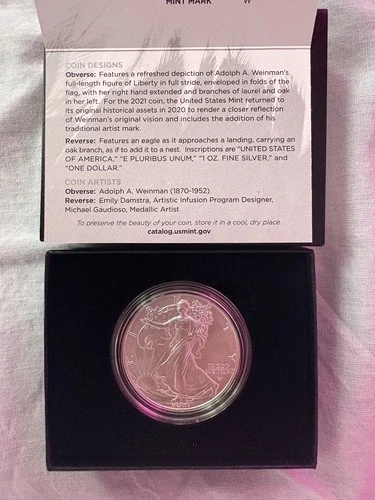 MINT MARK W
COIN DESIGNS
Obverse: Features a refreshed depiction of Adolph A. Weinman's
full-length figure of Liberty in full stride, enveloped in folds of the
flag, with her right hand extended and branches of laurel and oak
in her left. For the 2021 coin, the United States Mint returned to
its original historical assets in 2020 to render a closer reflection
of Weinman's original vision and includes the addition of his
traditional artist mark.
Reverse: Features an eagle as it approaches a landing, carrying an
oak branch, as if to add it to a nest. Inscriptions are "UNITED STATES
OF AMERICA," "E PLURIBUS UNUM," "1 OZ. FINE SILVER," and
"ONE DOLLAR."
COIN ARTISTS
Obverse: Adolph A. Weinman (1870-1952)
Reverse: Emily Damstra, Artistic Infusion Program Designer,
Michael Gaudioso, Medallic Artist
To preserve the beauty of your coin, store it in a cool, dry place.
catalog.usmint.gov